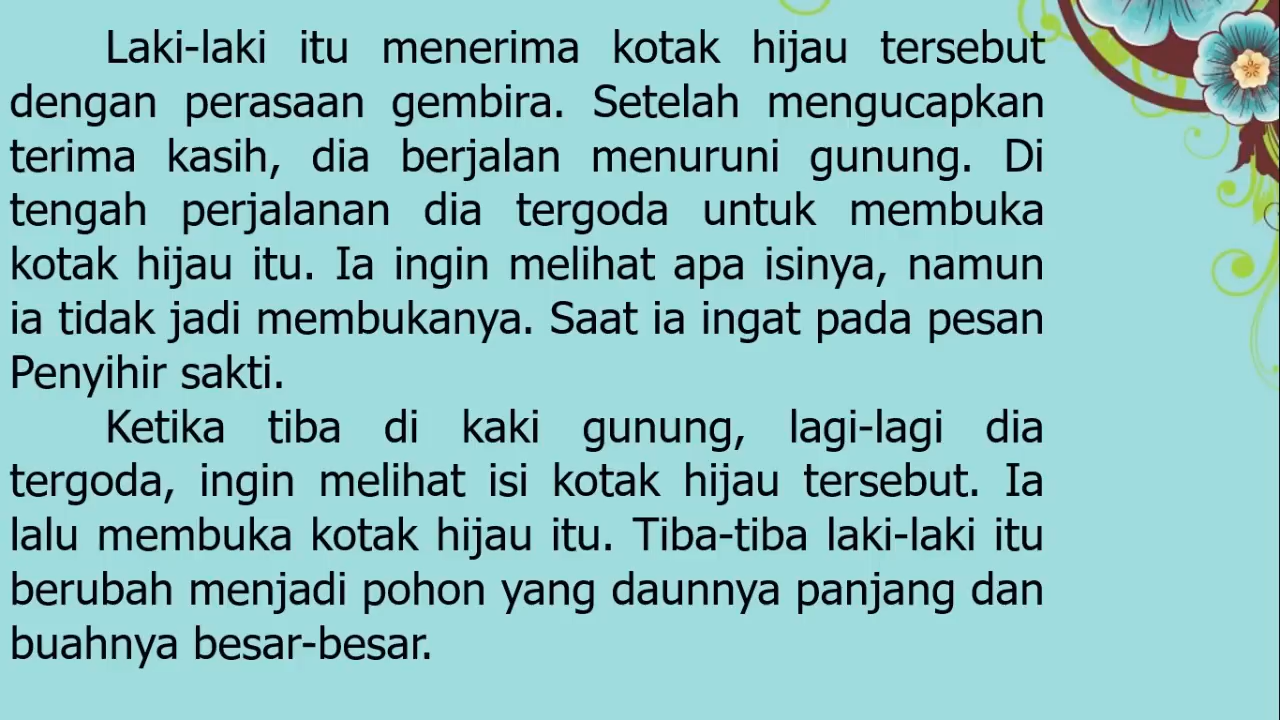 Laki-laki itu menerima kotak hijau tersebut
dengan perasaan gembira. Setelah mengucapkan
terima kasih, dia berjalan menuruni gunung. Di
tengah perjalanan dia tergoda untuk membuka
kotak hijau itu. Ia ingin melihat apa isinya, namun
ia tidak jadi membukanya. Saat ia ingat pada pesan
Penyihir sakti.
Ketika tiba di kaki gunung, lagi-lagi dia
tergoda, ingin melihat isi kotak hijau tersebut. Ia
lalu membuka kotak hijau itu. Tiba-tiba laki-laki itu
berubah menjadi pohon yang daunnya panjang dan
buahnya besar-besar.